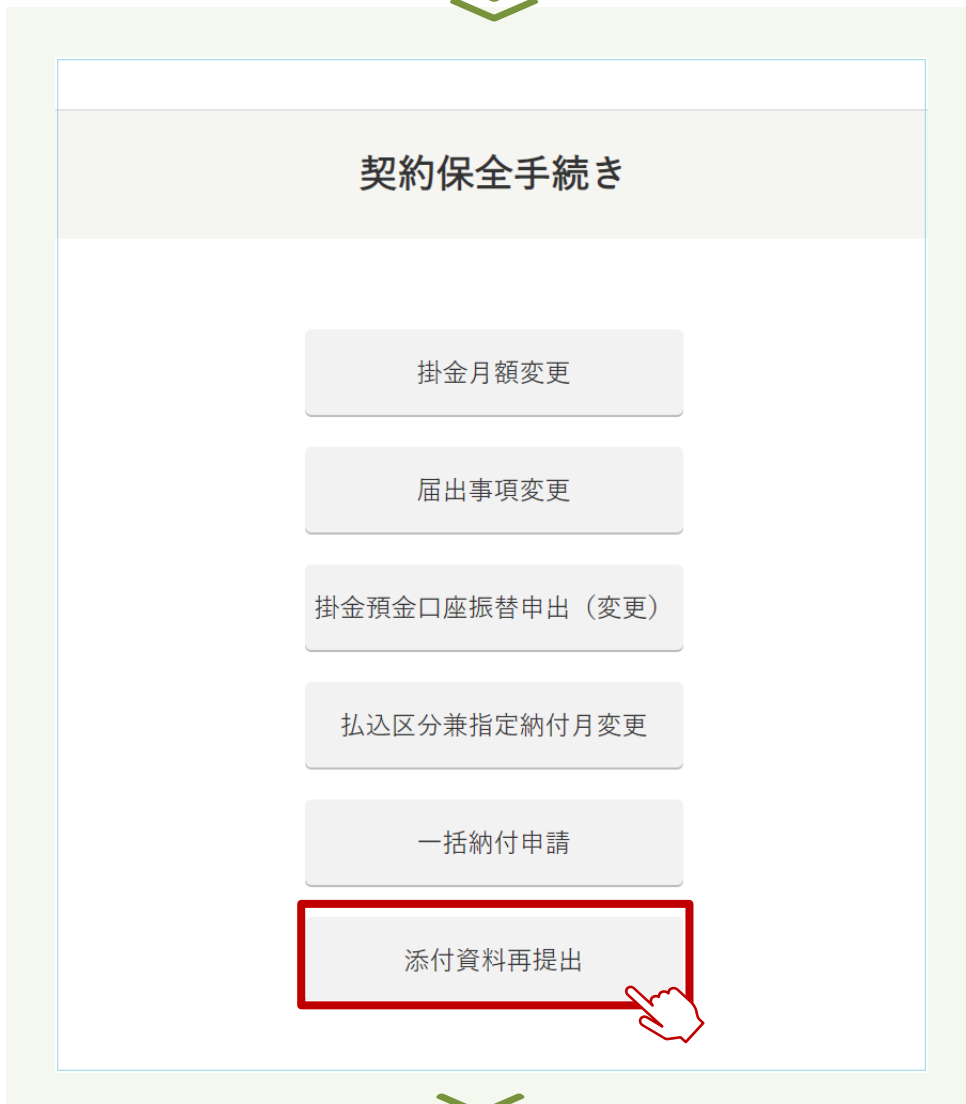 契約保全手続き
掛金月額変更
届出事項変更
掛金預金口座振替申出（変更）
払込区分兼指定納付月変更
一括納付申請
添付資料再提出